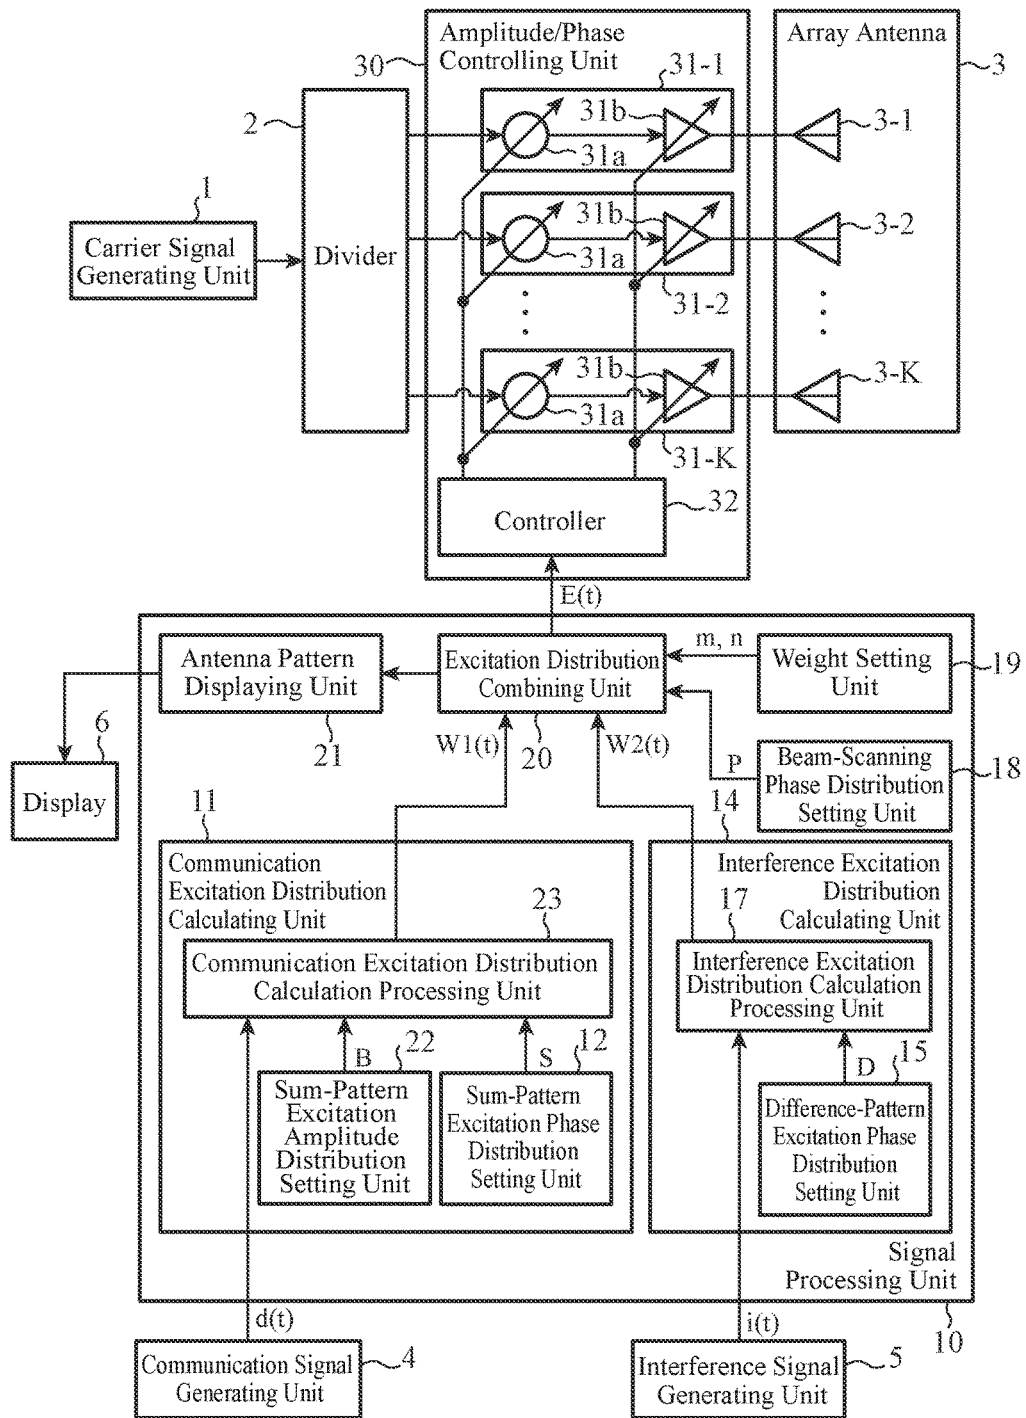 Amplitude/Phase
Controlling Unit
Array Antenna
30
31-1
3
2
31b
31a
3-1
1
Carrier Signal
Generating Unit
Divider
31b
31a
3-2
31-2
31b
31a
3-K
31-K
Controller
32
E(t)
Antenna Pattern
Displaying Unit
21
Excitation Distribution
Combining Unit
20
m, n
Weight Setting
Unit
19
6
Display
W1(t)
W2(t)
P
Beam-Scanning
Phase Distribution
Setting Unit
18
11
Communication
Excitation Distribution
Calculating Unit
14
Interference Excitation
Distribution
Calculating Unit
23
Communication Excitation Distribution
Calculation Processing Unit
17
Interference Excitation
Distribution Calculation
Processing Unit
B
22
Sum-Pattern
Excitation
Amplitude
Distribution
Setting Unit
S
12
Sum-Pattern
Excitation Phase
Distribution
Setting Unit
D
15
Difference-Pattern
Excitation Phase
Distribution
Setting Unit
Signal
Processing Unit
10
d(t)
Communication Signal
Generating Unit
4
i(t)
Interference Signal
Generating Unit
5